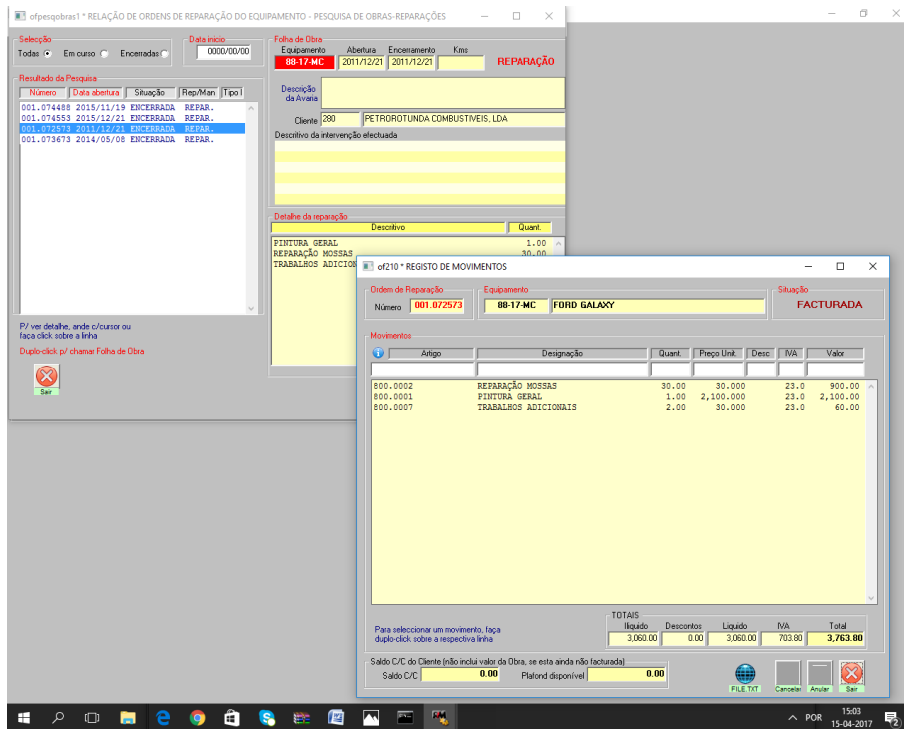 ofpesqobras1 * RELAÇÃO DE ORDENS DE REPARAÇÃO DO EQUIPAMENTO - PESQUISA DE OBRAS-REPARAÇÕES
Selecção
Todas Em curso Encerradas
Data inicio
0000/00/00
Resultado da Pesquisa
Número Data abertura Situação Rep/Man Tipo I
001.074488 2015/11/19 ENCERRADA REPAR.
001.074553 2015/12/21 ENCERRADA REPAR.
001.072573 2011/12/21 ENCERRADA REPAR.
001.073673 2014/05/08 ENCERRADA REPAR.
P/ ver detalhe, ande c/cursor ou
faça click sobre a linha
Duplo-click p/ chamar Folha de Obra
Sair
Folha de Obra
Equipamento Abertura Encerramento Kms
88-17-MC 2011/12/21 2011/12/21 REPARAÇÃO
Descrição
da Avaria
Cliente 280 PETROROTUNDA COMBUSTIVEIS, LDA
Descritivo da intervenção efectuada
Detalhe da reparação
Descritivo Quant.
PINTURA GERAL 1.00
REPARAÇÃO MOSSAS 30.00
TRABALHOS ADICION
of210 * REGISTO DE MOVIMENTOS
Ordem de Reparação
Número 001.072573
Equipamento
88-17-MC FORD GALAXY
Situação
FACTURADA
Movimentos
Artigo Designação Quant. Preço Unit. Desc IVA Valor
800.0002 REPARAÇÃO MOSSAS 30.00 30.000 23.0 900.00
800.0001 PINTURA GERAL 1.00 2,100.000 23.0 2,100.00
800.0007 TRABALHOS ADICIONAIS 2.00 30.000 23.0 60.00
Para seleccionar um movimento, faça
duplo-click sobre a respectiva linha
TOTAIS
Iliquido Descontos Liquido IVA Total
3,060.00 0.00 3,060.00 703.80 3,763.80
Saldo C/C do Cliente (não inclui valor da Obra, se esta ainda não facturada)
Saldo C/C 0.00 Plafond disponível 0.00
FILE.TXT Cancelar Anular Sair
POR
15:03
15-04-2017
2